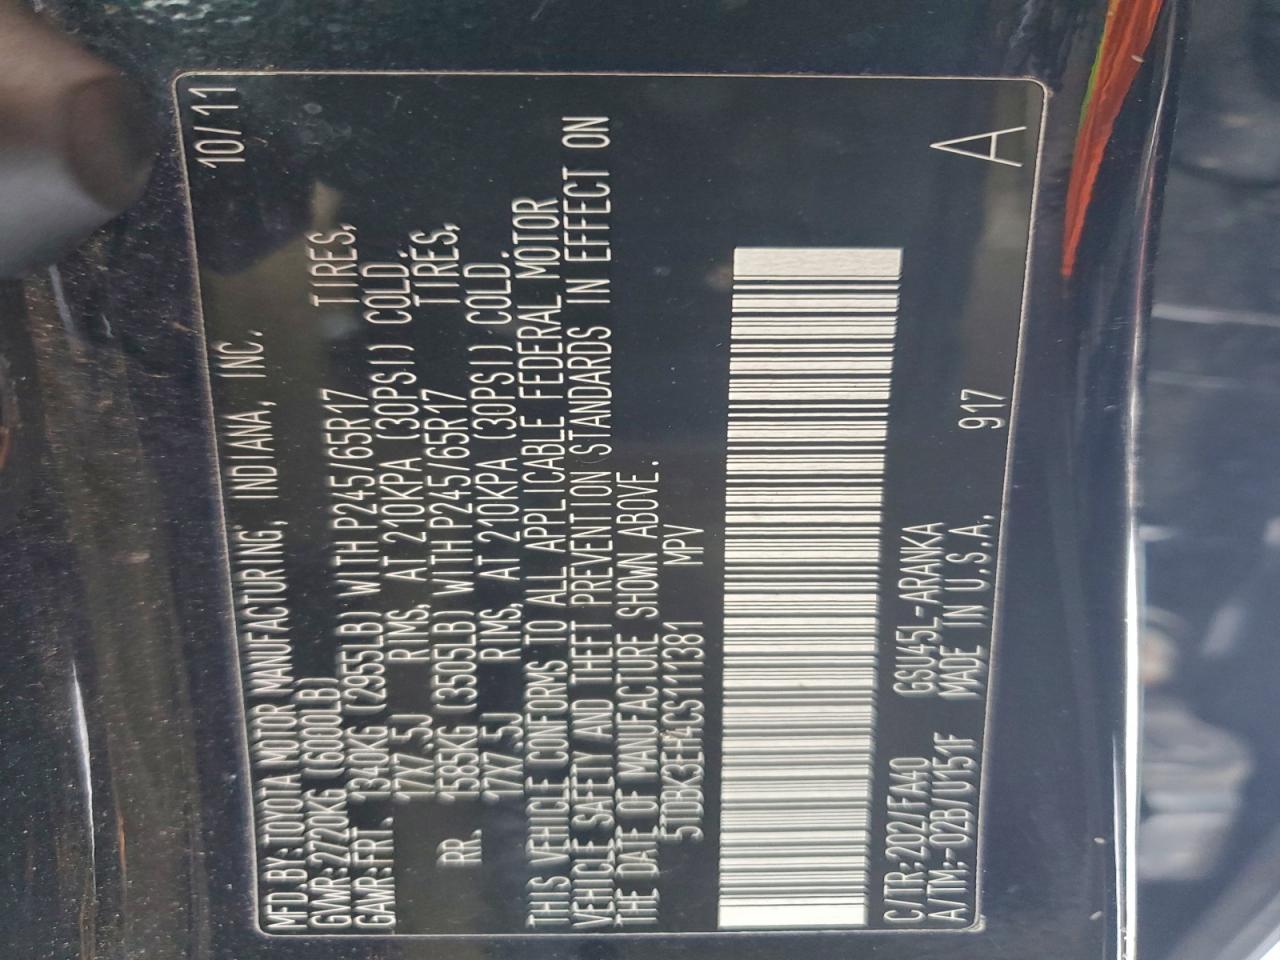 MFD.BY:TOYOTA MOTOR MANUFACTURING, INDIANA, INC. 10/11
GVWR:2720KG (6000LB)
GAWR:FRT. 1340KG (2955LB) WITH P245/65R17 TIRES,
17X7.5J RIMS, AT 210KPA (30PSI) COLD.
RR. 1585KG (3505LB) WITH P245/65R17 TIRES,
17X7.5J RIMS, AT 210KPA (30PSI) COLD.
THIS VEHICLE CONFORMS TO ALL APPLICABLE FEDERAL MOTOR
VEHICLE SAFETY AND THEFT PREVENTION STANDARDS IN EFFECT ON
THE DATE OF MANUFACTURE SHOWN ABOVE.
5TDBK3EH4CS111381 MPV
C/TR:202/FA40 GSU45L-ARANKA A
A/TM:-02B/U151F MADE IN U.S.A. 917